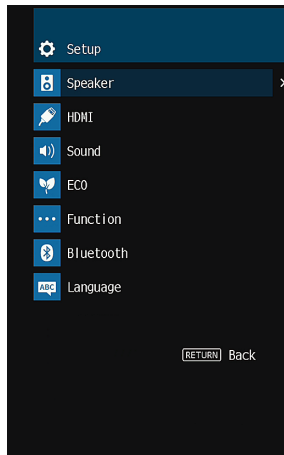 Setup
Speaker
HDMI
Sound
ECO
Function
Bluetooth
ABC Language
RETURN Back